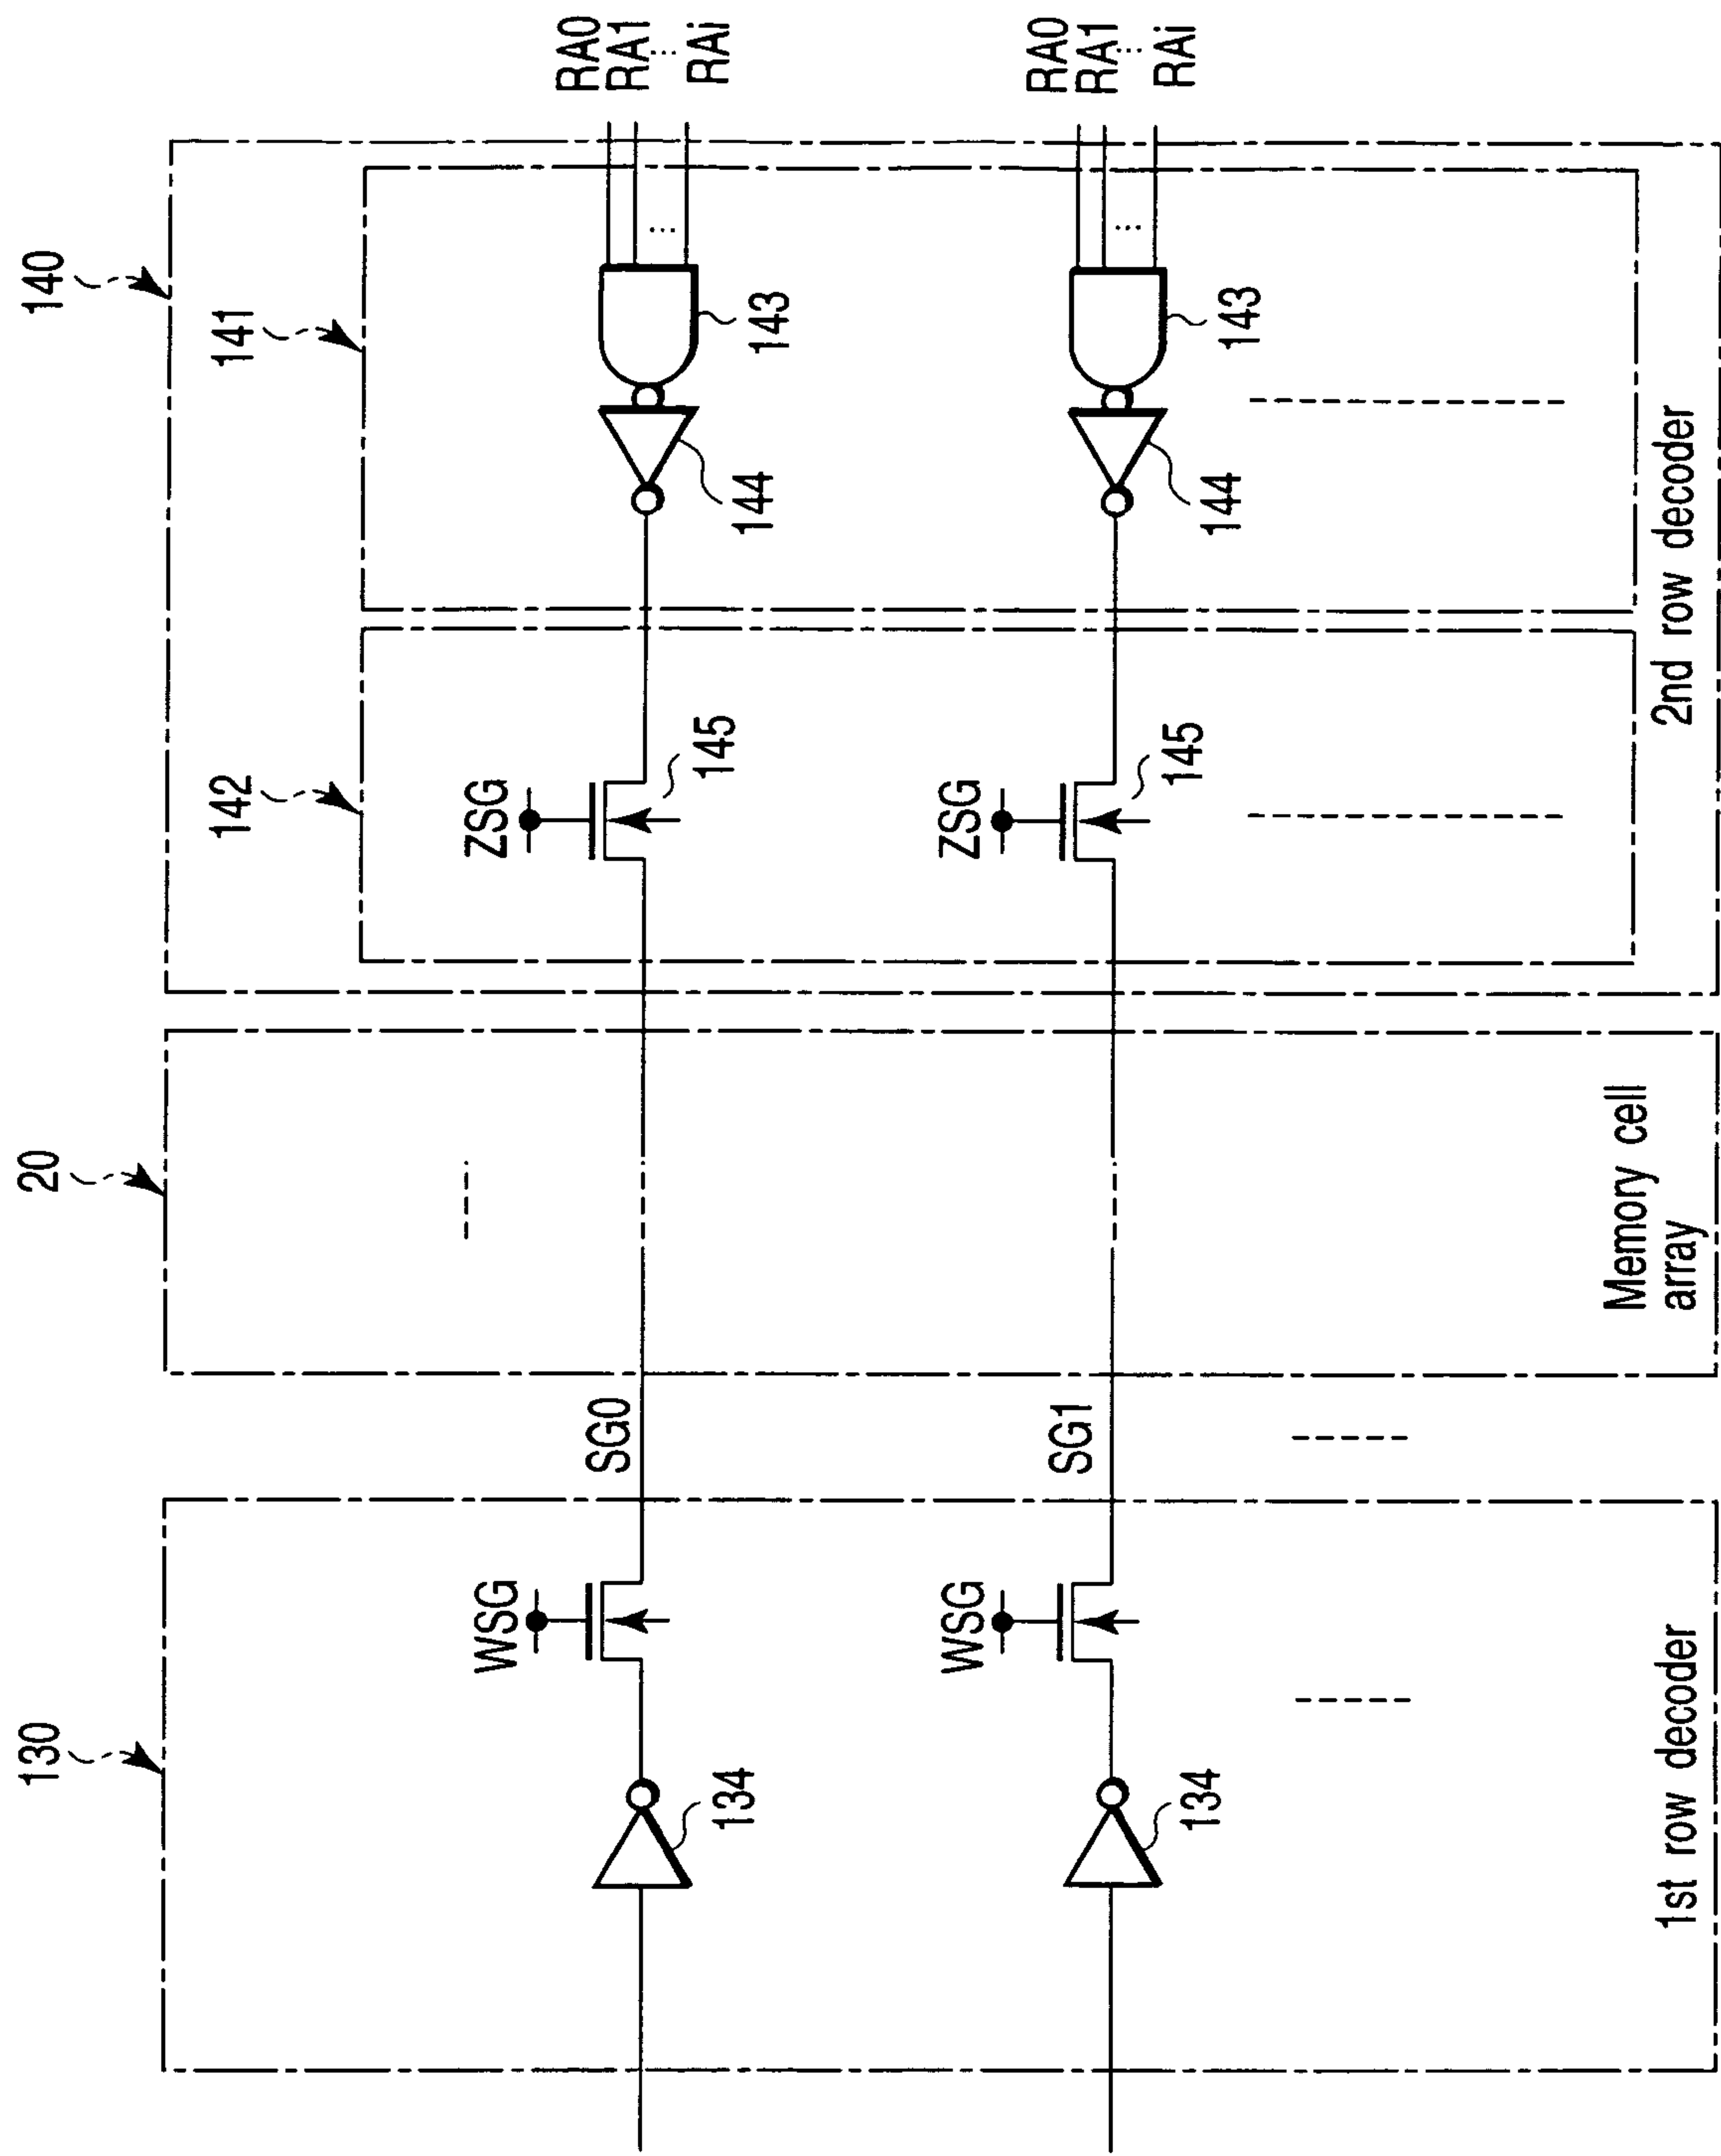 130
20
140
142
141
WSG
SG0
ZSG
RA0
RA1
RAi
134
145
144
143
WSG
SG1
ZSG
RA0
RA1
RAi
134
145
144
143
1st row decoder
Memory cell
array
2nd row decoder